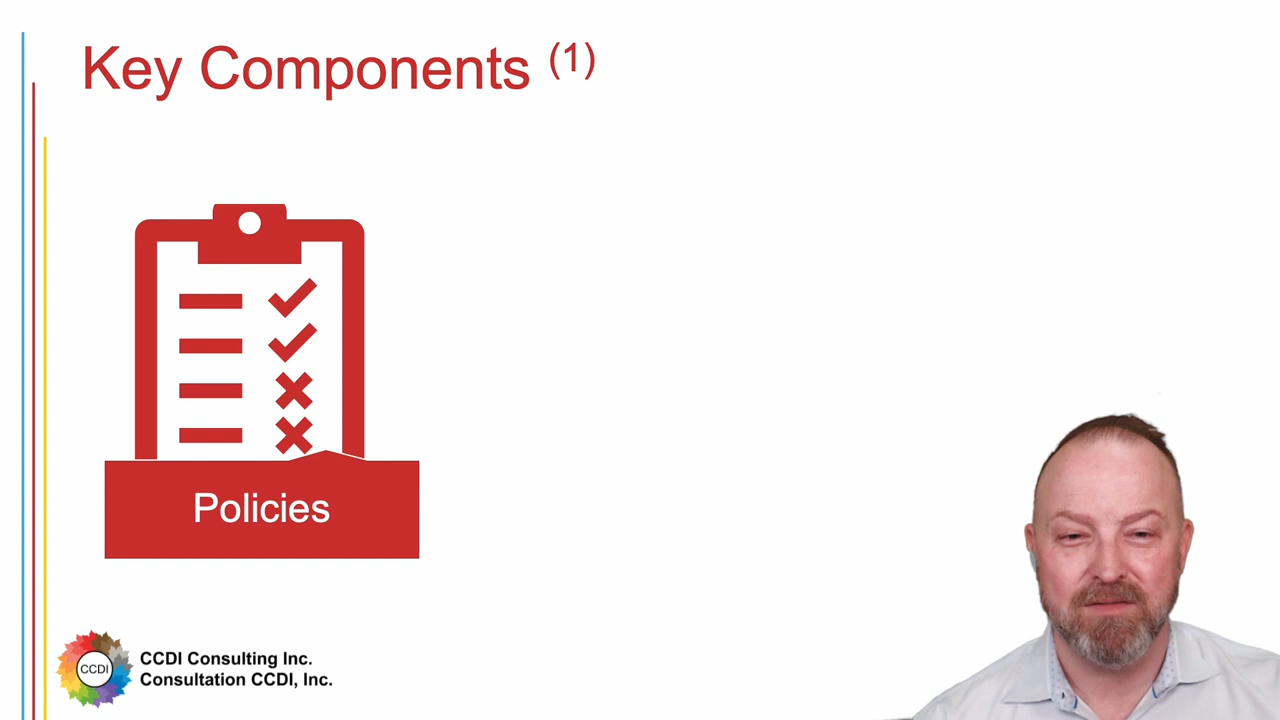 Key Components (1)
Policies
CCDI
CCDI Consulting Inc.
Consultation CCDI, Inc.